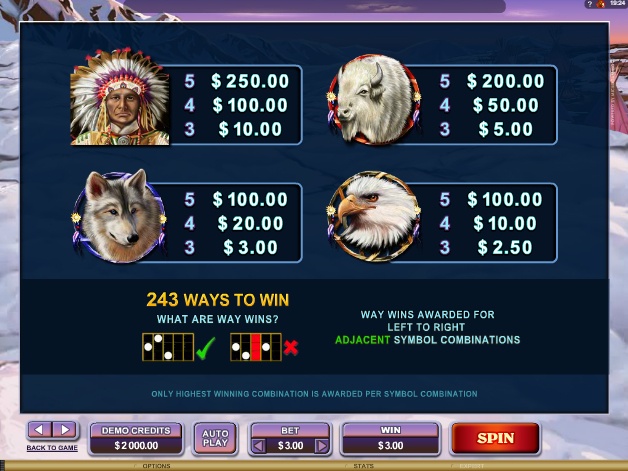 ? 19:24
5 $250.00
4 $100.00
3 $10.00
5 $200.00
4 $50.00
3 $5.00
5 $100.00
4 $20.00
3 $3.00
5 $100.00
4 $10.00
3 $2.50
243 WAYS TO WIN
WHAT ARE WAY WINS?
WAY WINS AWARDED FOR
LEFT TO RIGHT
ADJACENT SYMBOL COMBINATIONS
ONLY HIGHEST WINNING COMBINATION IS AWARDED PER SYMBOL COMBINATION
BACK TO GAME
DEMO CREDITS
$2000.00
AUTO
PLAY
BET
$3.00
WIN
$3.00
SPIN
OPTIONS STATS EXPERT